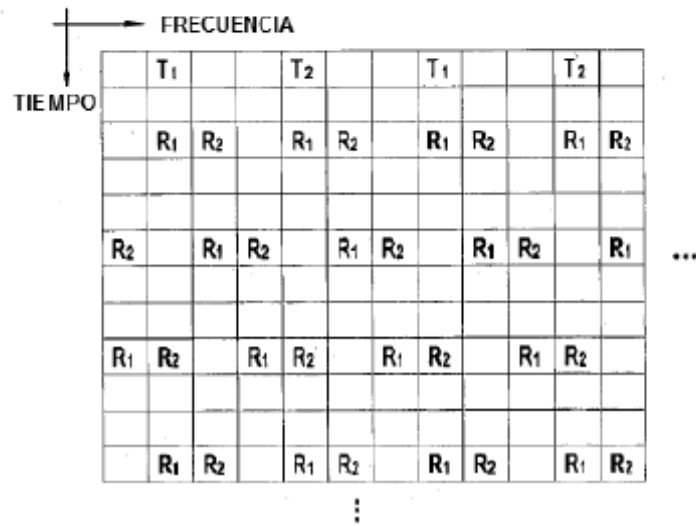 FRECUENCIA
TIEMPO
T1 T2 T1 T2
R1 R2 R1 R2 R1 R2 R1 R2
R2 R1 R2 R1 R2 R1 R2 R1
...
R1 R2 R1 R2 R1 R2 R1 R2
R1 R2 R1 R2 R1 R2 R1 R2
...